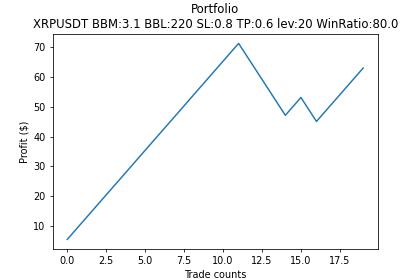 Portfolio
XRPUSDT BBM:3.1 BBL:220 SL:0.8 TP:0.6 lev:20 WinRatio:80.0
70
60
50
40
30
20
10
Profit ($)
0.0 2.5 5.0 7.5 10.0 12.5 15.0 17.5
Trade counts